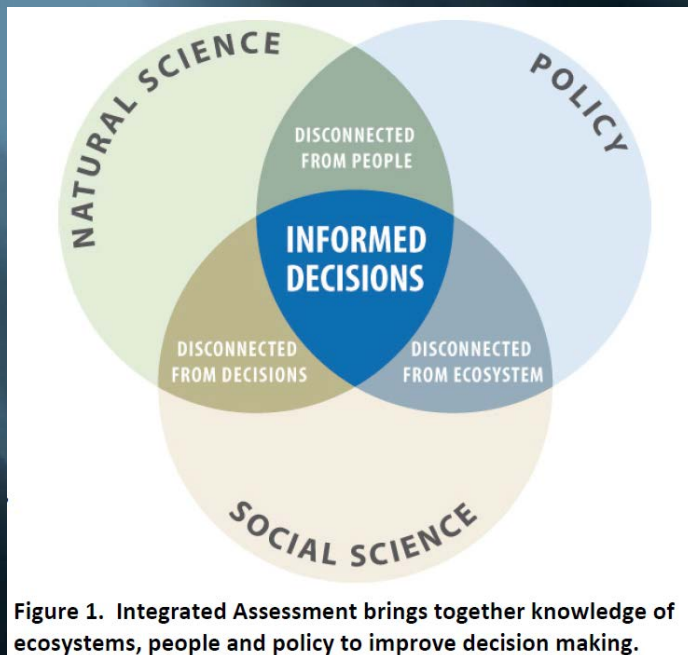 NATURAL SCIENCE
POLICY
DISCONNECTED
FROM PEOPLE
INFORMED
DECISIONS
DISCONNECTED
FROM DECISIONS
DISCONNECTED
FROM ECOSYSTEM
SOCIAL SCIENCE
Figure 1. Integrated Assessment brings together knowledge of
ecosystems, people and policy to improve decision making.